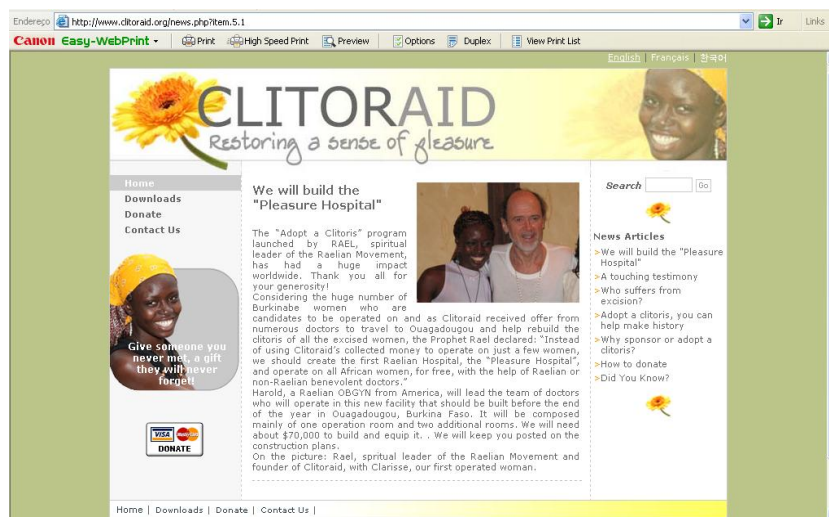 Endereço http://www.clitoraid.org/news.php?item.5.1 Ir Links
Canon Easy-WebPrint Print High Speed Print Preview Options Duplex View Print List
English | Français | 한국어
CLITORAID
Restoring a sense of pleasure
Home
Downloads
Donate
Contact Us
Give someone you
never met, a gift
they will never
forget!
VISA
DONATE
We will build the
"Pleasure Hospital"
The "Adopt a Clitoris" program
launched by RAEL, spiritual
leader of the Raelian Movement,
has had a huge impact
worldwide. Thank you all for
your generosity!
Considering the huge number of
Burkinabe women who are
candidates to be operated on and as Clitoraid received offer from
numerous doctors to travel to Ouagadougou and help rebuild the
clitoris of all the excised women, the Prophet Rael declared: "Instead
of using Clitoraid's collected money to operate on just a few women,
we should create the first Raelian Hospital, the "Pleasure Hospital",
and operate on all African women, for free, with the help of Raelian or
non-Raelian benevolent doctors."
Harold, a Raelian OBGYN from America, will lead the team of doctors
who will operate in this new facility that should be built before the end
of the year in Ouagadougou, Burkina Faso. It will be composed
mainly of one operation room and two additional rooms. We will need
about $70,000 to build and equip it. . We will keep you posted on the
construction plans.
On the picture: Rael, spritual leader of the Raelian Movement and
founder of Clitoraid, with Clarisse, our first operated woman.
Search Go
News Articles
>We will build the "Pleasure
Hospital"
>A touching testimony
>Who suffers from
excision?
>Adopt a clitoris, you can
help make history
>Why sponsor or adopt a
clitoris?
>How to donate
>Did You Know?
Home | Downloads | Donate | Contact Us |